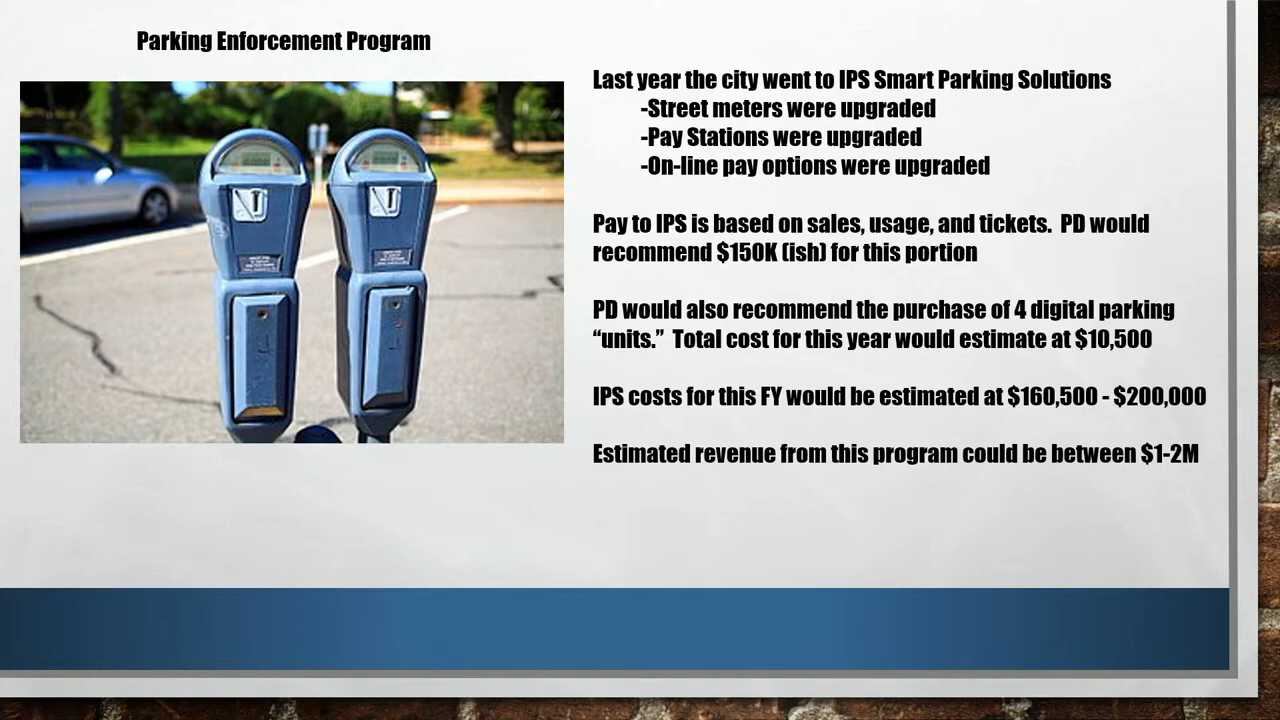 Parking Enforcement Program
Last year the city went to IPS Smart Parking Solutions
-Street meters were upgraded
-Pay Stations were upgraded
-On-line pay options were upgraded
Pay to IPS is based on sales, usage, and tickets.  PD would
recommend $150K (ish) for this portion
PD would also recommend the purchase of 4 digital parking
“units.”  Total cost for this year would estimate at $10,500
IPS costs for this FY would be estimated at $160,500 - $200,000
Estimated revenue from this program could be between $1-2M